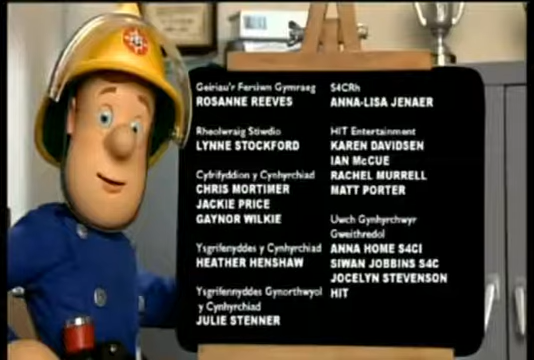 Geiriau'r Fersiwn Gymraeg
ROSANNE REEVES
Rheolwraig Stiwdio
LYNNE STOCKFORD
Cyfrifyddion y Cynhyrchiad
CHRIS MORTIMER
JACKIE PRICE
GAYNOR WILKIE
Ysgrifenyddes y Cynhyrchiad
HEATHER HENSHAW
Ysgrifennyddes Gynorthwyol
y Cynhyrchiad
JULIE STENNER
S4CRh
ANNA-LISA JENAER
HIT Entertainment
KAREN DAVIDSEN
IAN McCUE
RACHEL MURRELL
MATT PORTER
Uwch Gynhyrchwyr
Gweithredol
ANNA HOME S4CI
SIWAN JOBBINS S4C
JOCELYN STEVENSON
HIT